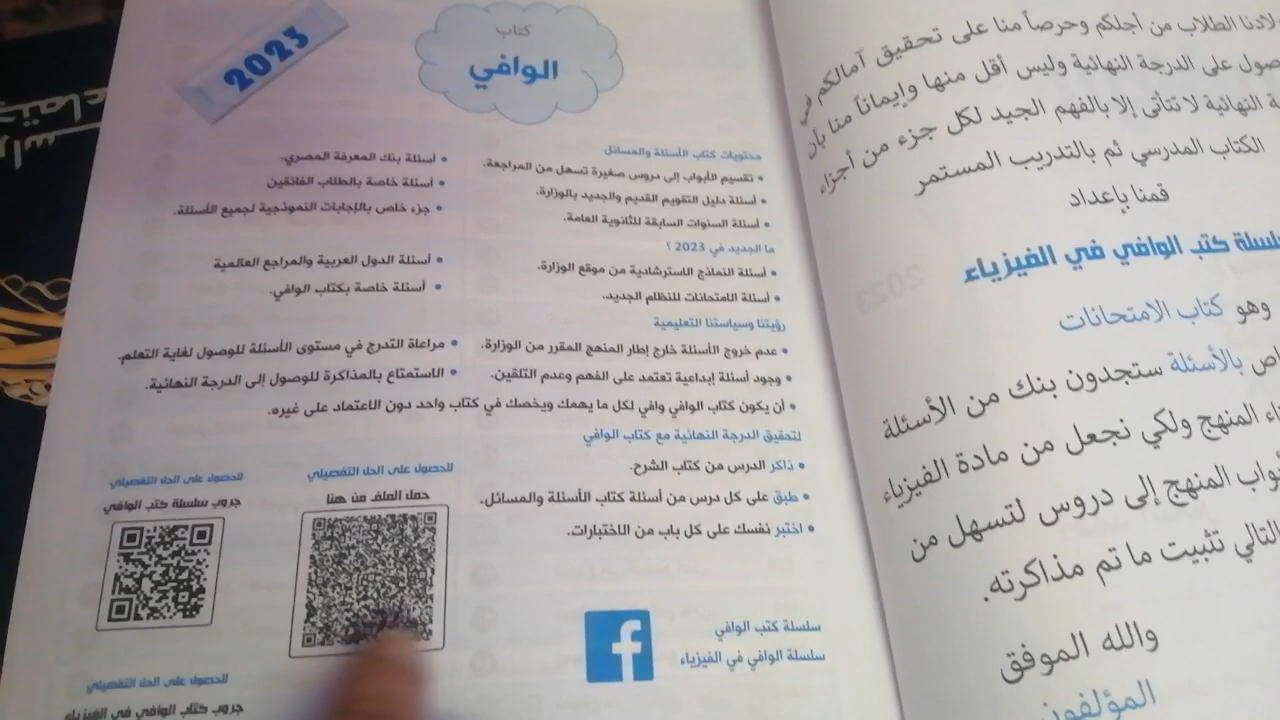 لادنا الطلاب من أجلكم وحرصاً منا على تحقيق آمالكم في
صول على الدرجة النهائية وليس أقل منها وإيماناً منا بأن
ة النهائية لا تتأتى إلا بالفهم الجيد لكل جزء من أجزاء
الكتاب المدرسي ثم بالتدريب المستمر
قمنا بإعداد
سلسلة كتب الوافي في الفيزياء
وهو كتاب الامتحانات
اص بالأسئلة ستجدون بنك من الأسئلة
اء المنهج ولكي نجعل من مادة الفيزياء
بواب المنهج إلى دروس لتسهل من
التالي تثبيت ما تم مذاكرته.
والله الموفق
المؤلفون
2023
كتاب
الوافي
محتويات كتاب الأسئلة والمسائل
• تقسيم الأبواب إلى دروس صغيرة تسهل من المراجعة.
• أسئلة بنك المعرفة المصري.
• أسئلة دليل التقويم القديم والجديد بالوزارة.
• أسئلة خاصة بالطلاب الفائقين
• أسئلة السنوات السابقة للثانوية العامة.
• جزء خاص بالإجابات النموذجية لجميع الأسئلة.
ما الجديد في 2023 ؟
• أسئلة النماذج الاسترشادية من موقع الوزارة.
• أسئلة الدول العربية والمراجع العالمية
• أسئلة الامتحانات للنظام الجديد.
• أسئلة خاصة بكتاب الوافي.
رؤيتنا وسياستنا التعليمية
• عدم خروج الأسئلة خارج إطار المنهج المقرر من الوزارة.
• مراعاة التدرج في مستوى الأسئلة للوصول لغاية التعلم.
• وجود أسئلة إبداعية تعتمد على الفهم وعدم التلقين.
• الاستمتاع بالمذاكرة للوصول إلى الدرجة النهائية.
• أن يكون كتاب الوافي وافي لكل ما يهمك ويخصك في كتاب واحد دون الاعتماد على غيره.
لتحقيق الدرجة النهائية مع كتاب الوافي
• ذاكر الدرس من كتاب الشرح.
• طبق على كل درس من أسئلة كتاب الأسئلة والمسائل.
• اختبر نفسك على كل باب من الاختبارات.
للحصول على الحل التفصيلي
حمل الملف من هنا
للحصول على الحل التفصيلي
جروب سلسلة كتب الوافي
سلسلة كتب الوافي
سلسلة الوافي في الفيزياء
للحصول على الحل التفصيلي
جروب كتاب الوافي في الفيزياء